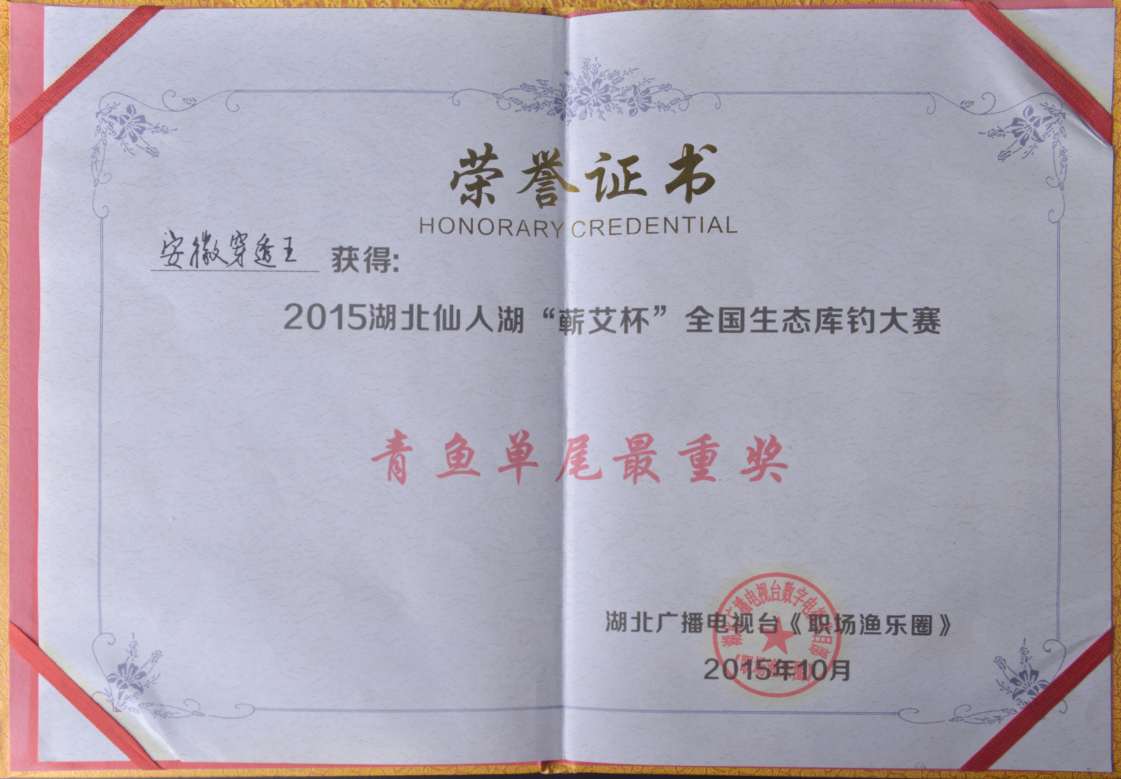 荣誉证书
HONORARY CREDENTIAL
安徽穿透王 获得:
2015湖北仙人湖“蕲艾杯”全国生态库钓大赛
青鱼单尾最重奖
湖北广播电视台《职场渔乐圈》
2015年10月